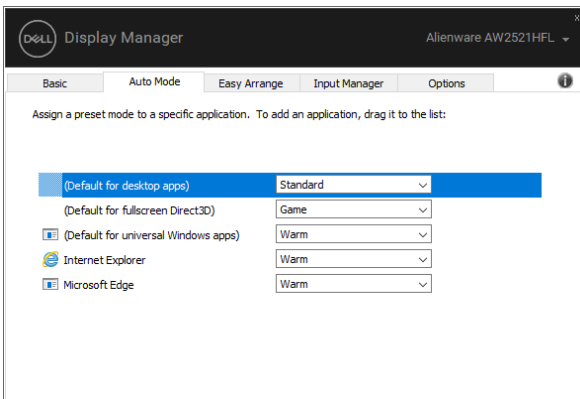 DELL Display Manager Alienware AW2521HFL
Basic Auto Mode Easy Arrange Input Manager Options
Assign a preset mode to a specific application. To add an application, drag it to the list:
(Default for desktop apps) Standard
(Default for fullscreen Direct3D) Game
(Default for universal Windows apps) Warm
Internet Explorer Warm
Microsoft Edge Warm